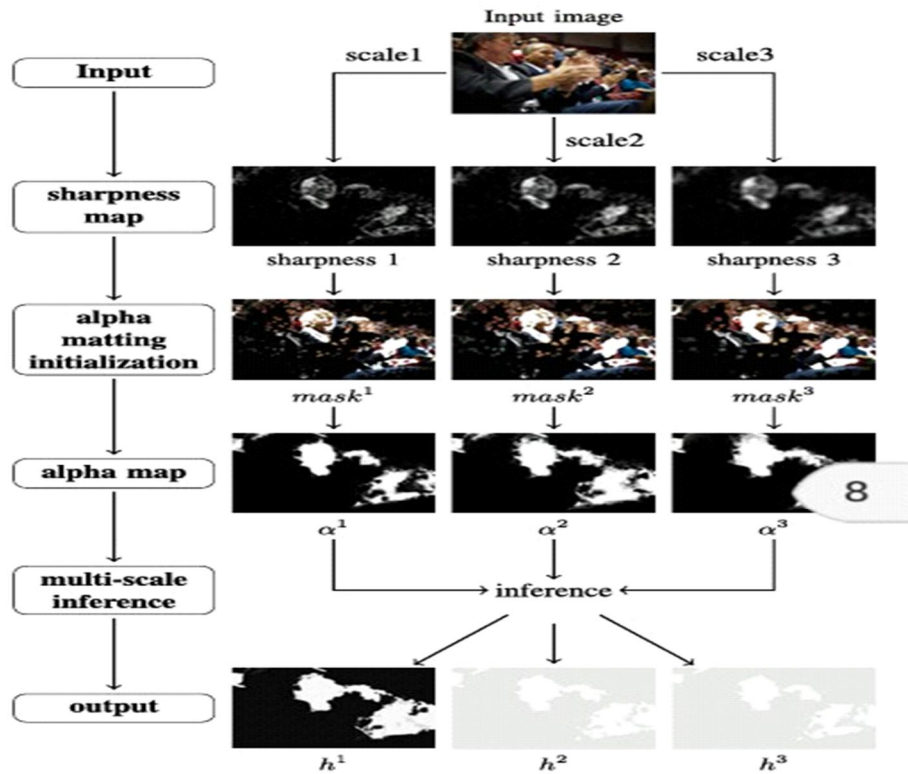 Input image
scale1
scale3
Input
scale2
sharpness
map
sharpness 1
sharpness 2
sharpness 3
alpha
matting
initialization
mask¹
mask²
mask³
alpha map
8
α¹
α²
α³
multi-scale
inference
inference
output
h¹
h²
h³